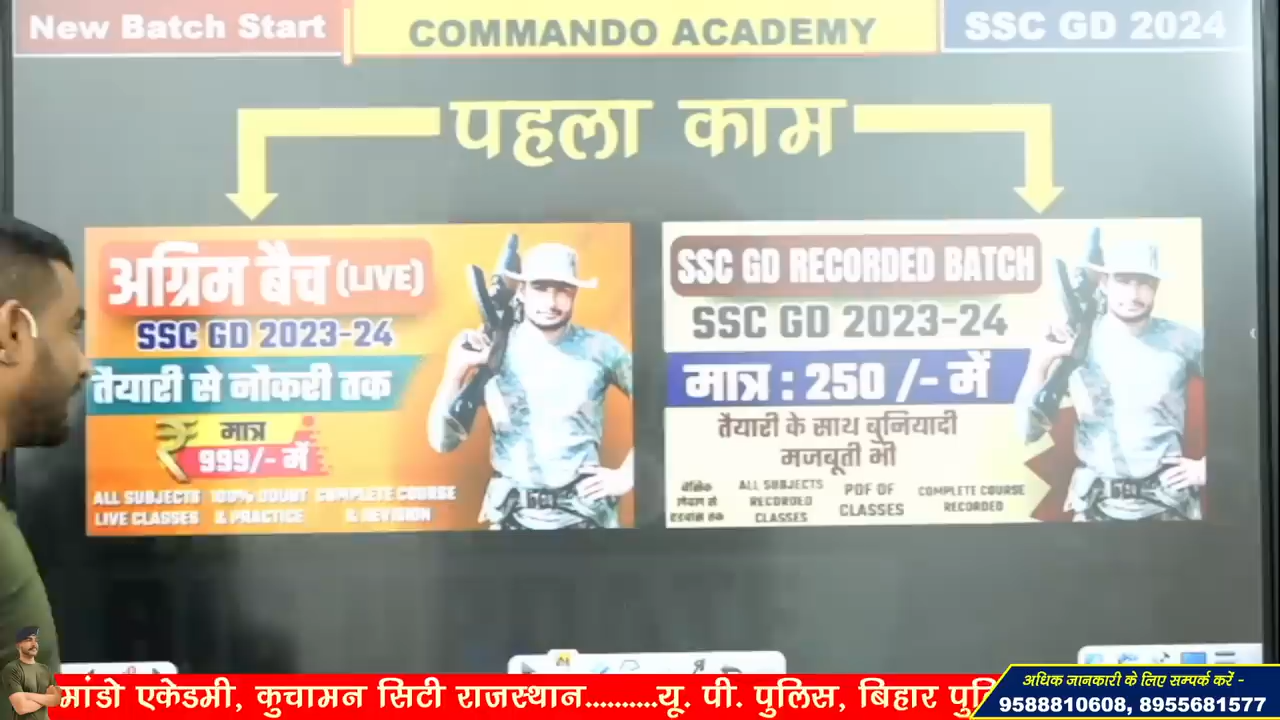 New Batch Start
COMMANDO ACADEMY
SSC GD 2024
पहला काम
अग्रिम बैच (LIVE)
SSC GD 2023-24
तैयारी से नौकरी तक
₹ मात्र
999/- में
ALL SUBJECTS 100% DOUBT COMPLETE COURSE
LIVE CLASSES & PRACTICE & REVISION
SSC GD RECORDED BATCH
SSC GD 2023-24
मात्र : 250 /- में
तैयारी के साथ बुनियादी
मजबूती भी
बेसिक
लेवल से
एडवांस तक
ALL SUBJECTS
RECORDED
CLASSES
PDF OF
CLASSES
COMPLETE COURSE
RECORDED
मांडो एकेडमी, कुचामन सिटी राजस्थान..........यू. पी. पुलिस, बिहार पुलि
अधिक जानकारी के लिए सम्पर्क करें -
9588810608, 8955681577